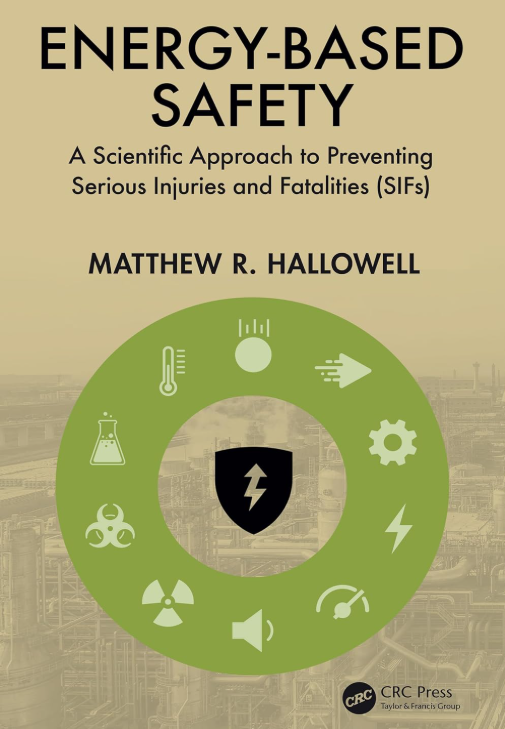 ENERGY-BASED
SAFETY
A Scientific Approach to Preventing
Serious Injuries and Fatalities (SIFs)
MATTHEW R. HALLOWELL
CRC
CRC Press
Taylor & Francis Group